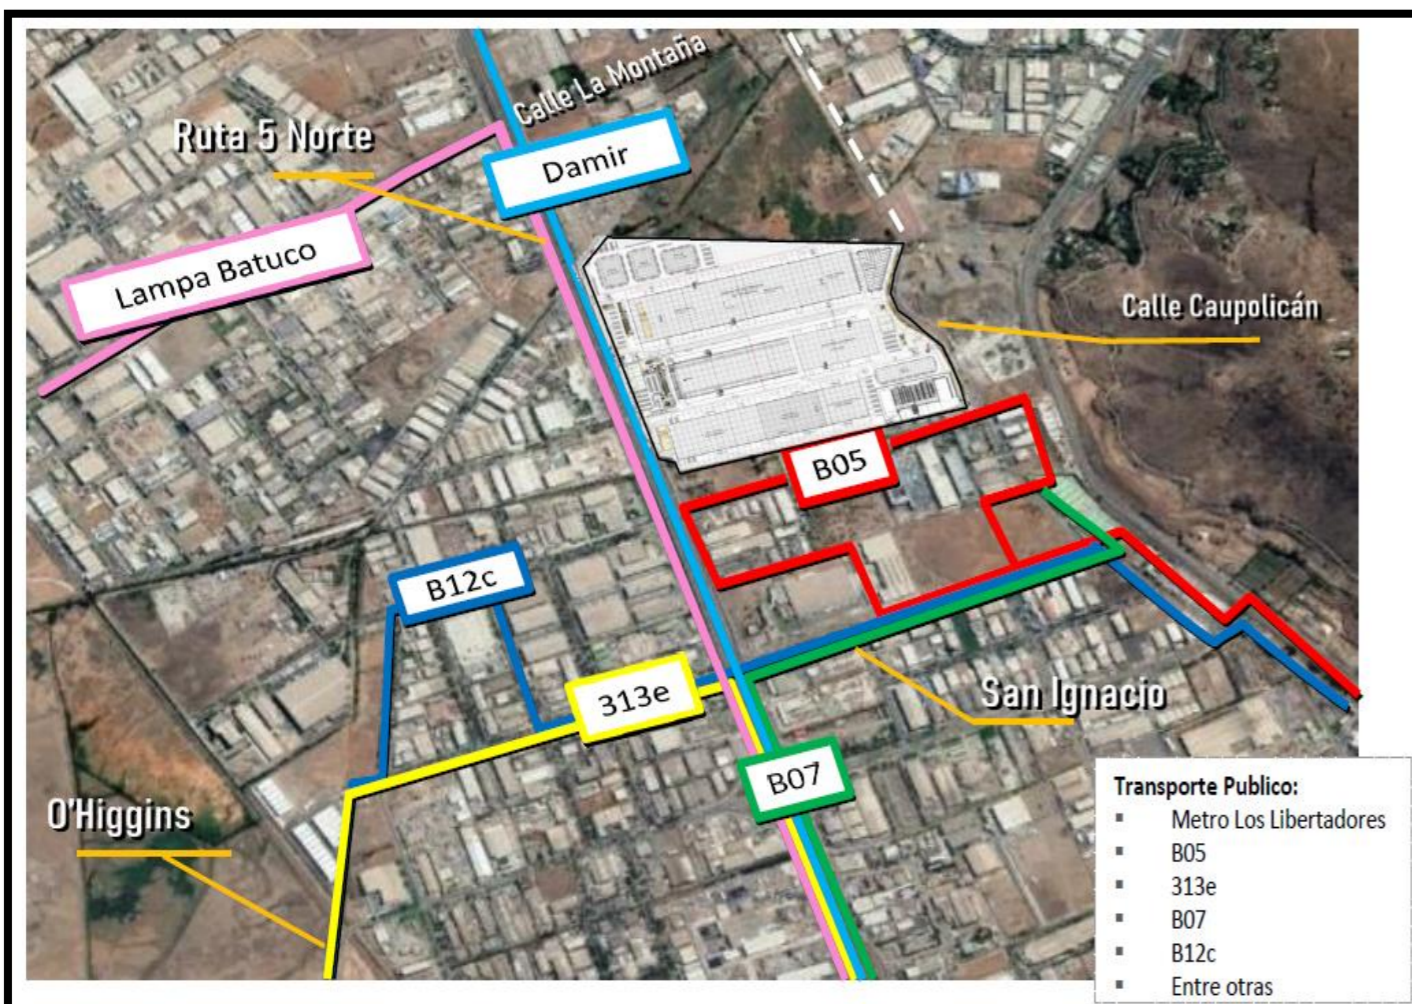 Calle La Montaña
Ruta 5 Norte
Damir
Lampa Batuco
Calle Caupolicán
B05
B12c
313e
San Ignacio
B07
O'Higgins
Transporte Publico:
▪ Metro Los Libertadores
▪ B05
▪ 313e
▪ B07
▪ B12c
▪ Entre otras